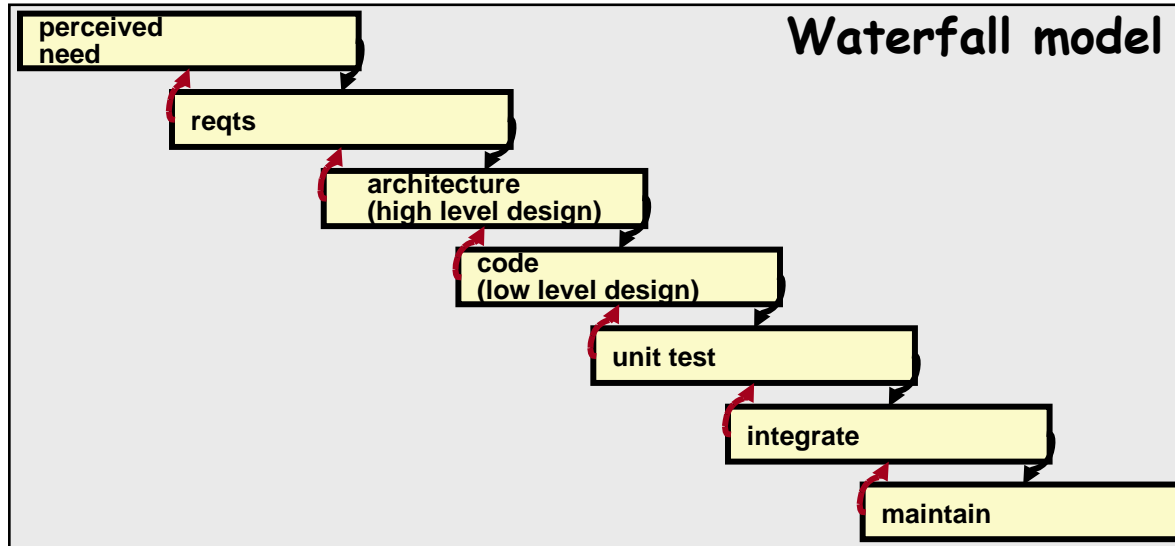 Waterfall model
perceived
need
reqts
architecture
(high level design)
code
(low level design)
unit test
integrate
maintain